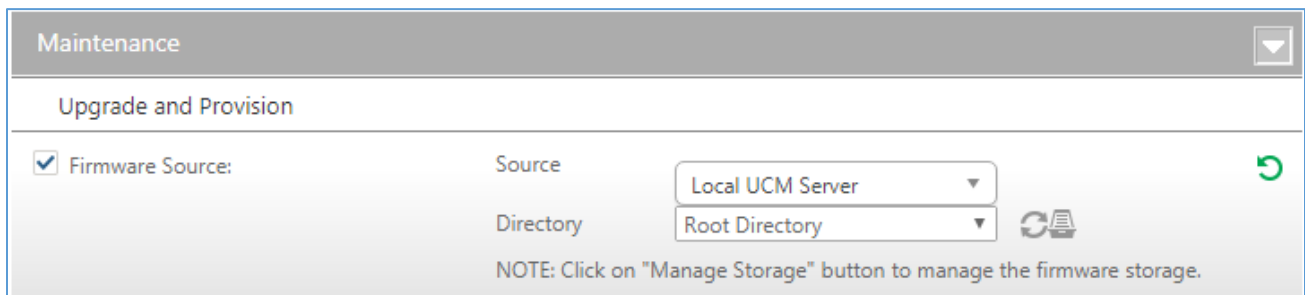 Maintenance
Upgrade and Provision
Firmware Source:
Source
Local UCM Server
Directory
Root Directory
NOTE: Click on "Manage Storage" button to manage the firmware storage.